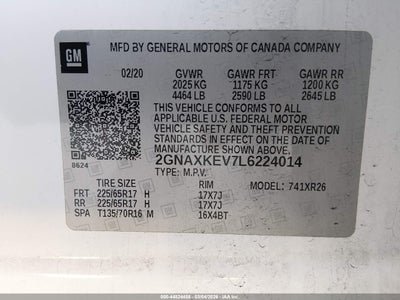 GM
MFD BY GENERAL MOTORS OF CANADA COMPANY
02/20 GVWR GAWR FRT GAWR RR
2025 KG 1175 KG 1200 KG
4464 LB 2590 LB 2645 LB
THIS VEHICLE CONFORMS TO ALL
APPLICABLE U.S. FEDERAL MOTOR
VEHICLE SAFETY AND THEFT
PREVENTION STANDARDS IN
EFFECT ON THE DATE OF
MANUFACTURE SHOWN ABOVE.
8624
2GNAXKEV7L6224014
TYPE: M.P.V.
TIRE SIZE RIM MODEL: 741XR26
FRT 225/65R17 H 17X7J
RR 225/65R17 H 17X7J
SPA T135/70R16 M 16X4BT